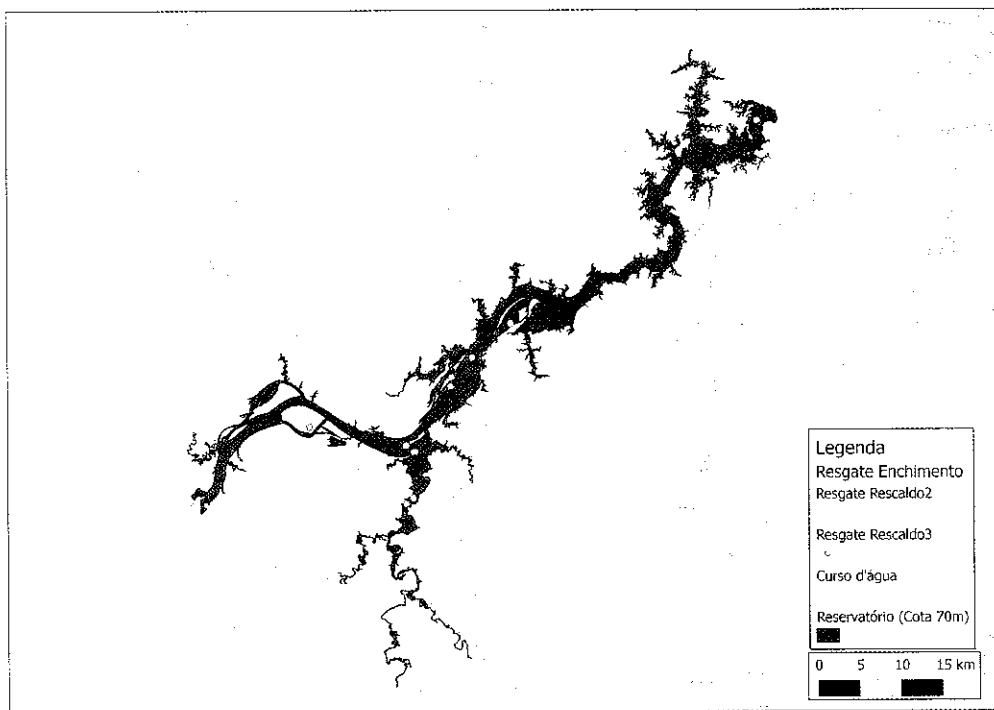 Legenda
Resgate Enchimento
Resgate Rescaldo2
Resgate Rescaldo3
Curso d'água
Reservatório (Cota 70m)
0 5 10 15 km